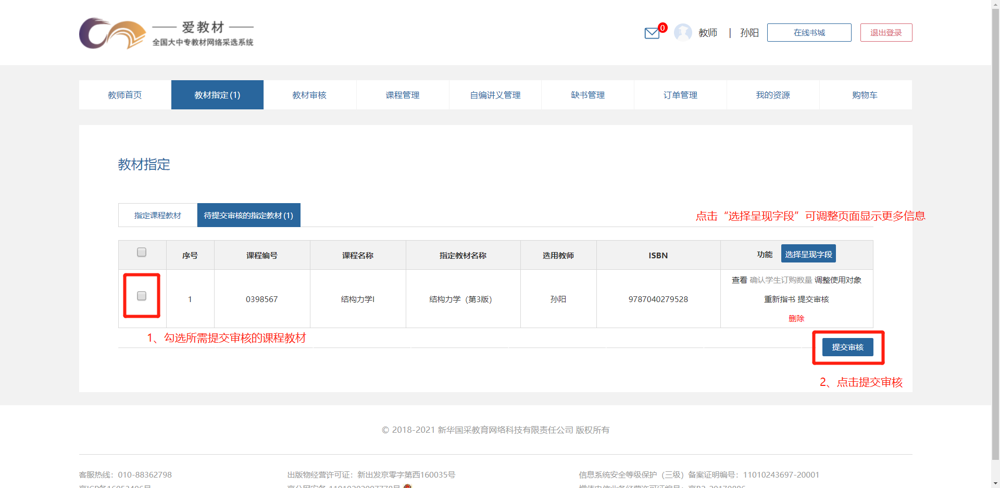 爱教材
全国大中专教材网络采选系统
0 教师 | 孙阳 在线书城 退出登录
教师首页 教材指定(1) 教材审核 课程管理 自编讲义管理 缺书管理 订单管理 我的资源 购物车
教材指定
指定课程教材 待提交审核的指定教材(1)
点击“选择呈现字段”可调整页面显示更多信息
序号 课程编号 课程名称 指定教材名称 选用教师 ISBN 功能 选择呈现字段
1 0398567 结构力学Ⅰ 结构力学（第3版） 孙阳 9787040279528
查看 确认学生订购数量 调整使用对象
重新指书 提交审核
删除
1、勾选所需提交审核的课程教材
提交审核
2、点击提交审核
© 2018-2021 新华国采教育网络科技有限责任公司 版权所有
客服热线：010-88362798 出版物经营许可证：新出发京零字第西160035号 信息系统安全等级保护（三级）备案证明编号：11010243697-20001